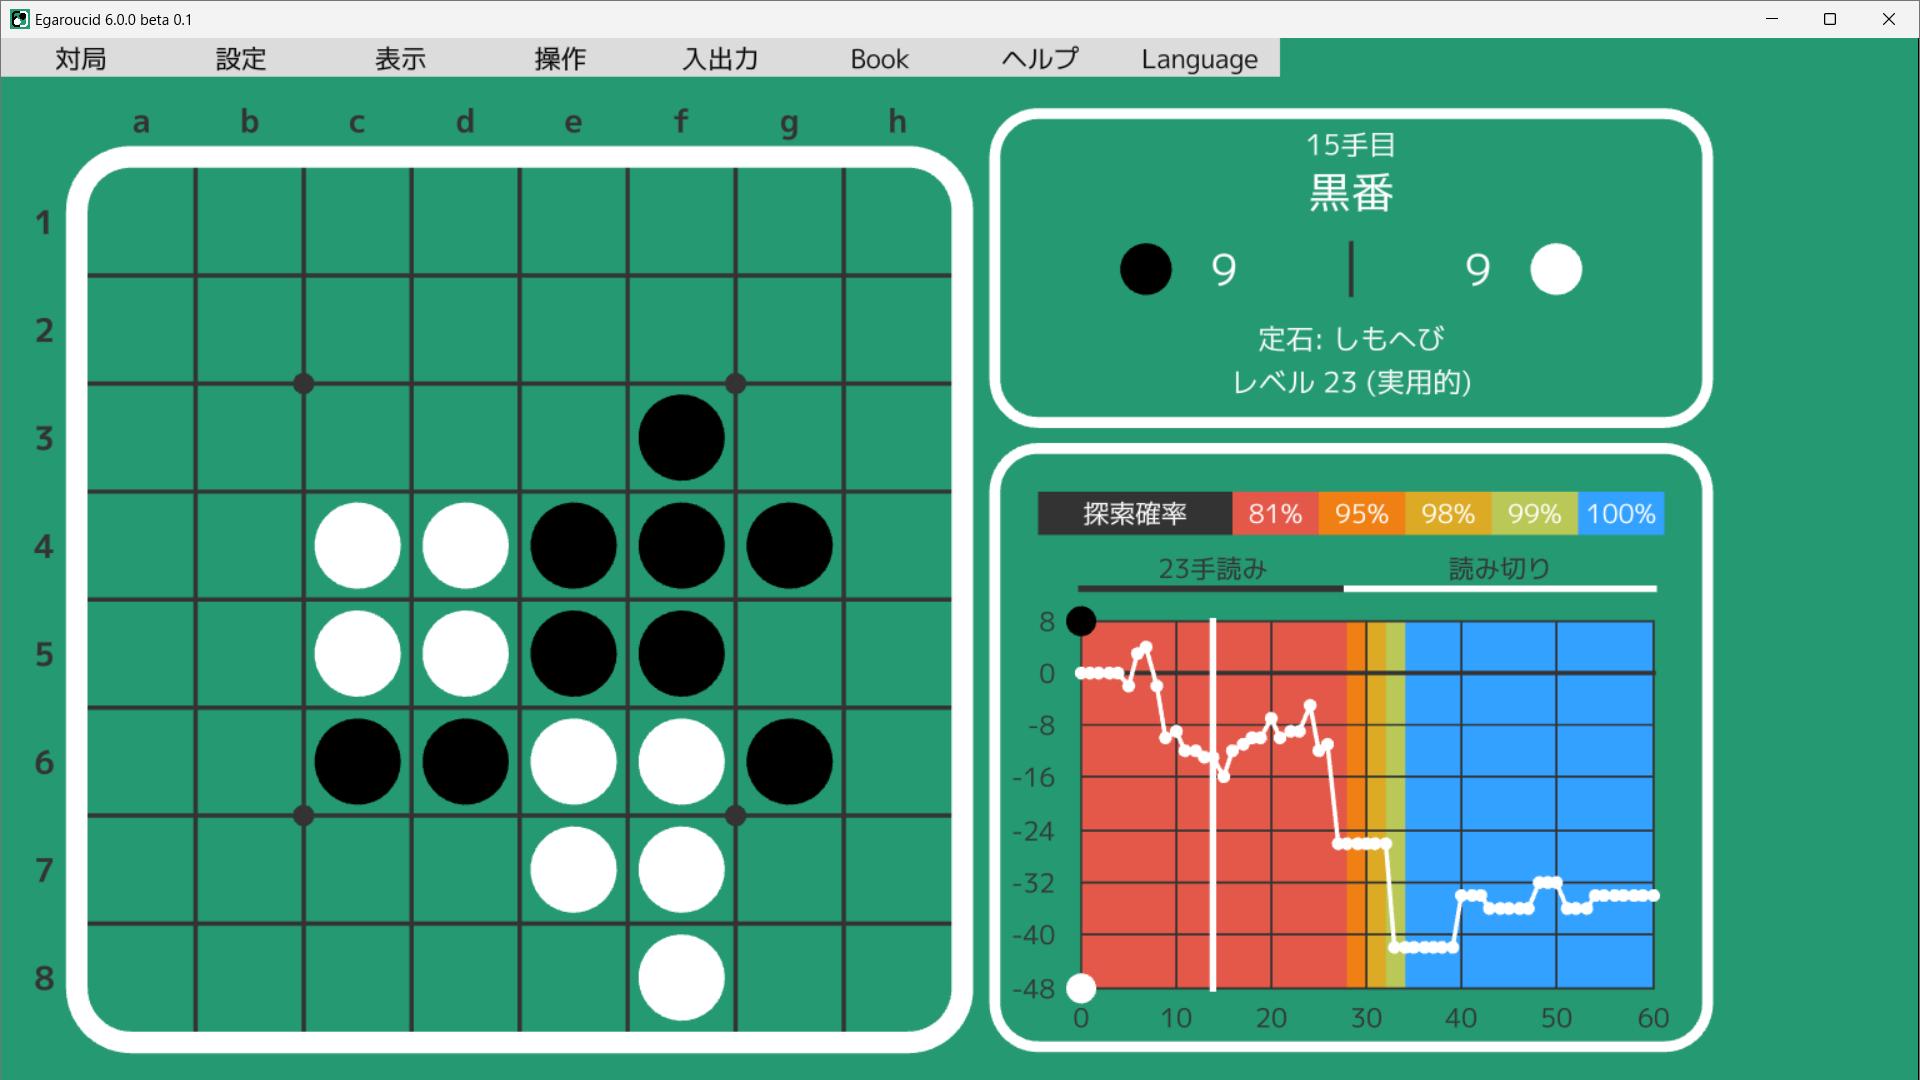 Egaroucid 6.0.0 beta 0.1
対局 設定 表示 操作 入出力 Book ヘルプ Language
a b c d e f g h
1
2
3
4
5
6
7
8
15手目
黒番
9 9
定石: しもへび
レベル 23 (実用的)
探索確率 81% 95% 98% 99% 100%
23手読み 読み切り
8
0
-8
-16
-24
-32
-40
-48
0 10 20 30 40 50 60